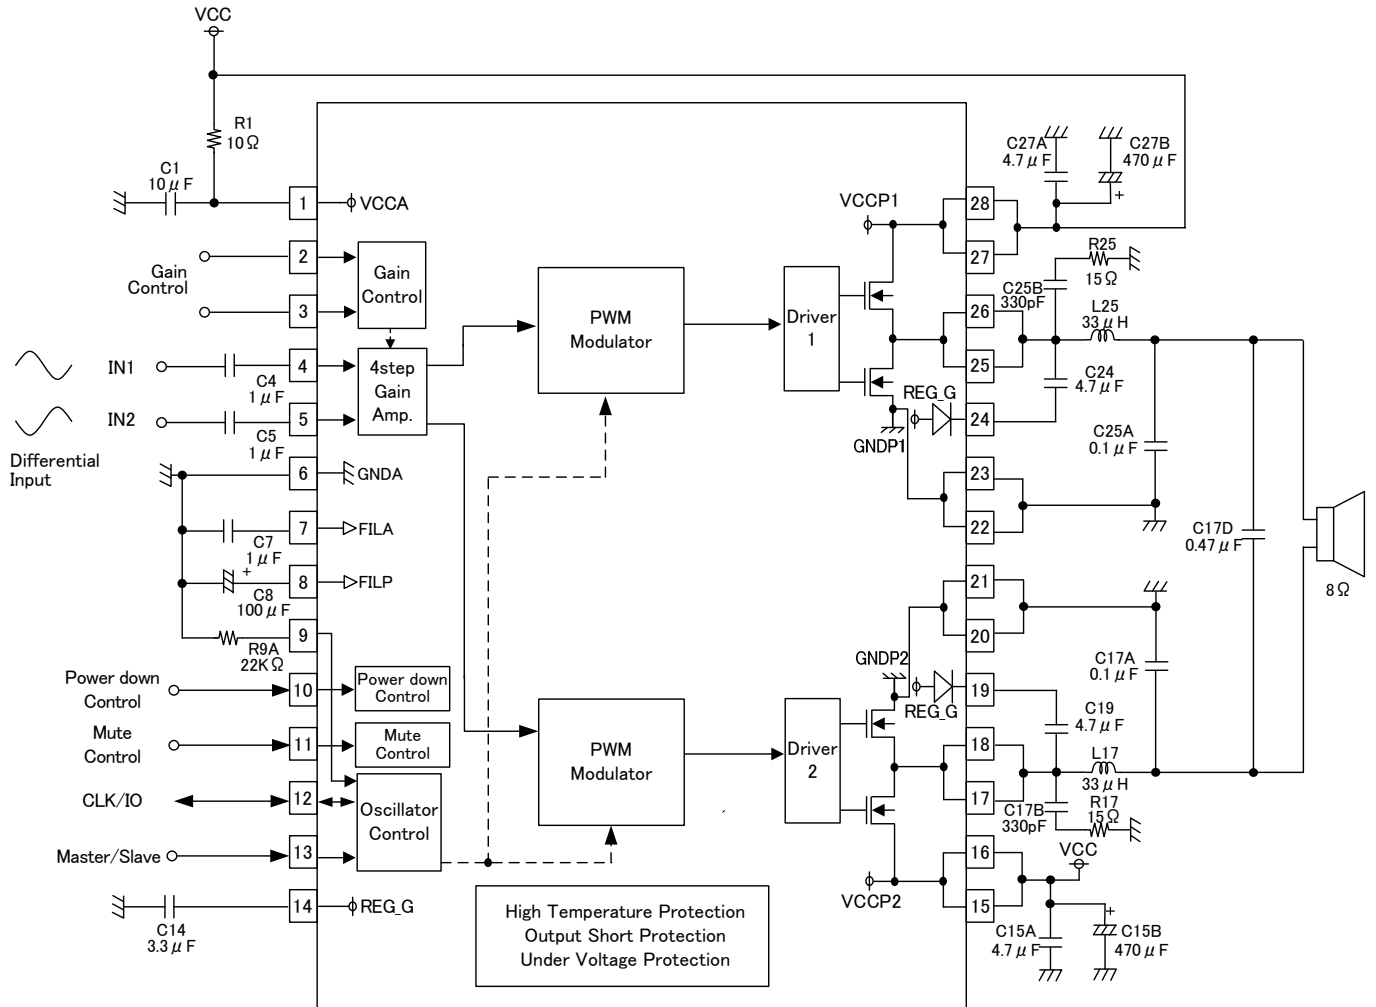 VCC
R1
10Ω
C1
10μF
1
VCCA
2
Gain
Control
3
Gain
Control
IN1
C4
1μF
4
4step
Gain
Amp.
IN2
C5
1μF
5
Differential
Input
6
GNDA
C7
1μF
7
FILA
+
C8
100μF
8
FILP
R9A
22KΩ
9
Power down
Control
10
Power down
Control
Mute
Control
11
Mute
Control
CLK/IO
12
Oscillator
Control
Master/Slave
13
C14
3.3μF
14
REG_G
PWM
Modulator
PWM
Modulator
Driver
1
Driver
2
High Temperature Protection
Output Short Protection
Under Voltage Protection
VCCP1
GNDP1
REG_G
GNDP2
REG_G
VCCP2
28
27
26
25
24
23
22
21
20
19
18
17
16
15
C27A
4.7μF
C27B
470μF
+
R25
15Ω
C25B
330pF
L25
33μH
C24
4.7μF
C25A
0.1μF
C17D
0.47μF
8Ω
C17A
0.1μF
C19
4.7μF
L17
33μH
C17B
330pF
R17
15Ω
VCC
C15A
4.7μF
+
C15B
470μF